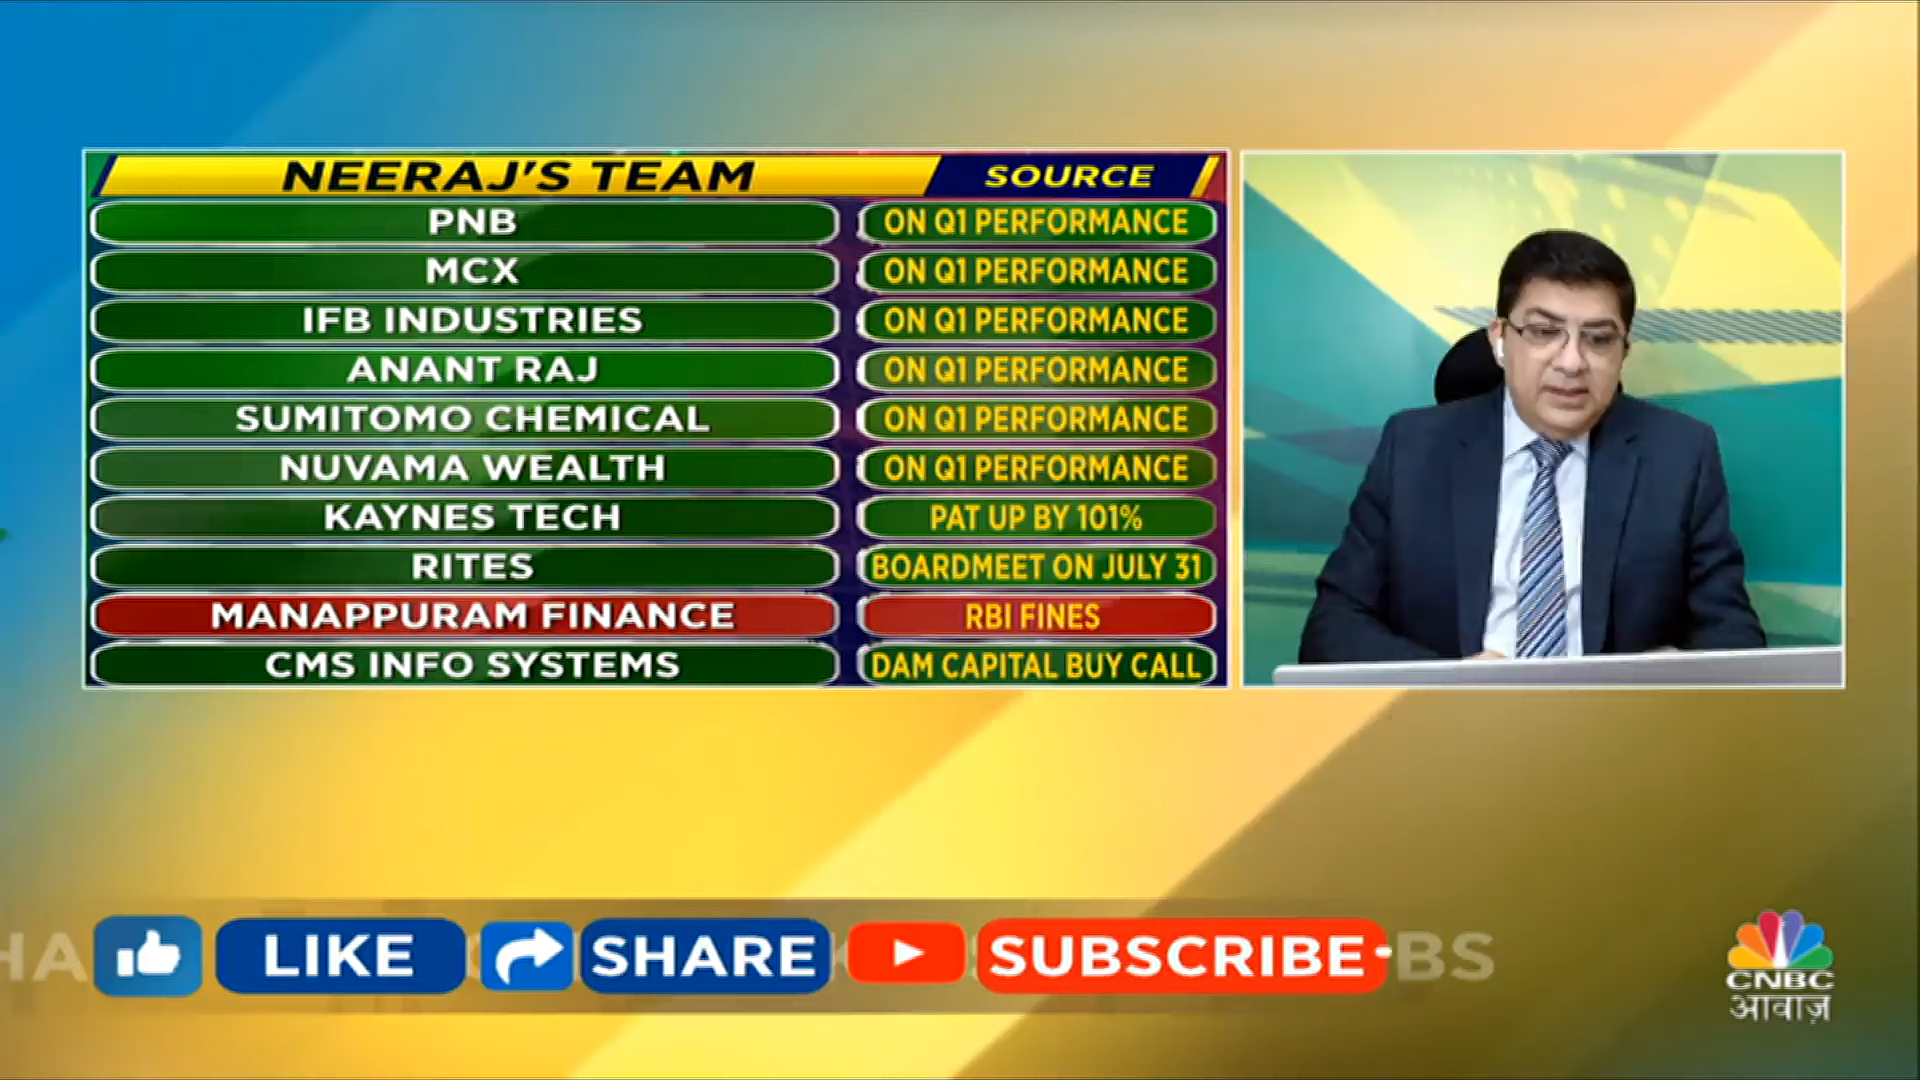 NEERAJ'S TEAM SOURCE
PNB ON Q1 PERFORMANCE
MCX ON Q1 PERFORMANCE
IFB INDUSTRIES ON Q1 PERFORMANCE
ANANT RAJ ON Q1 PERFORMANCE
SUMITOMO CHEMICAL ON Q1 PERFORMANCE
NUVAMA WEALTH ON Q1 PERFORMANCE
KAYNES TECH PAT UP BY 101%
RITES BOARDMEET ON JULY 31
MANAPPURAM FINANCE RBI FINES
CMS INFO SYSTEMS DAM CAPITAL BUY CALL
LIKE SHARE SUBSCRIBE
CNBC
आवाज़